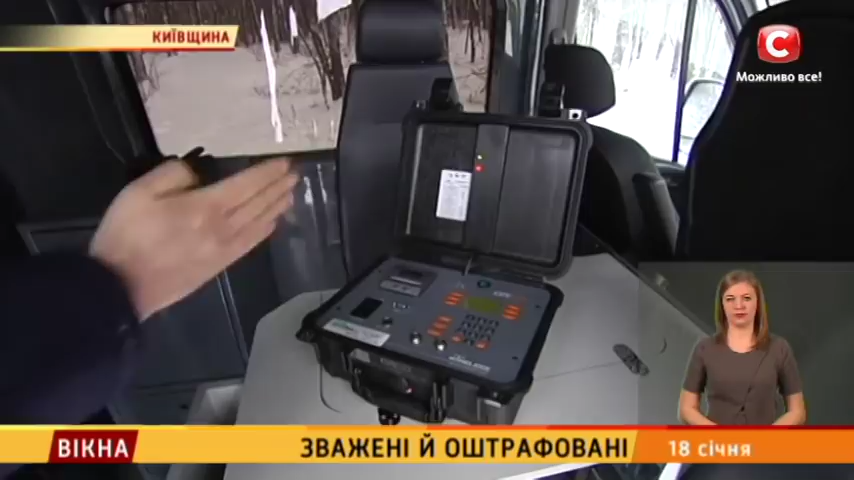 КИЇВЩИНА
Можливо все!
ВІКНА
ЗВАЖЕНІ Й ОШТРАФОВАНІ
18 січня